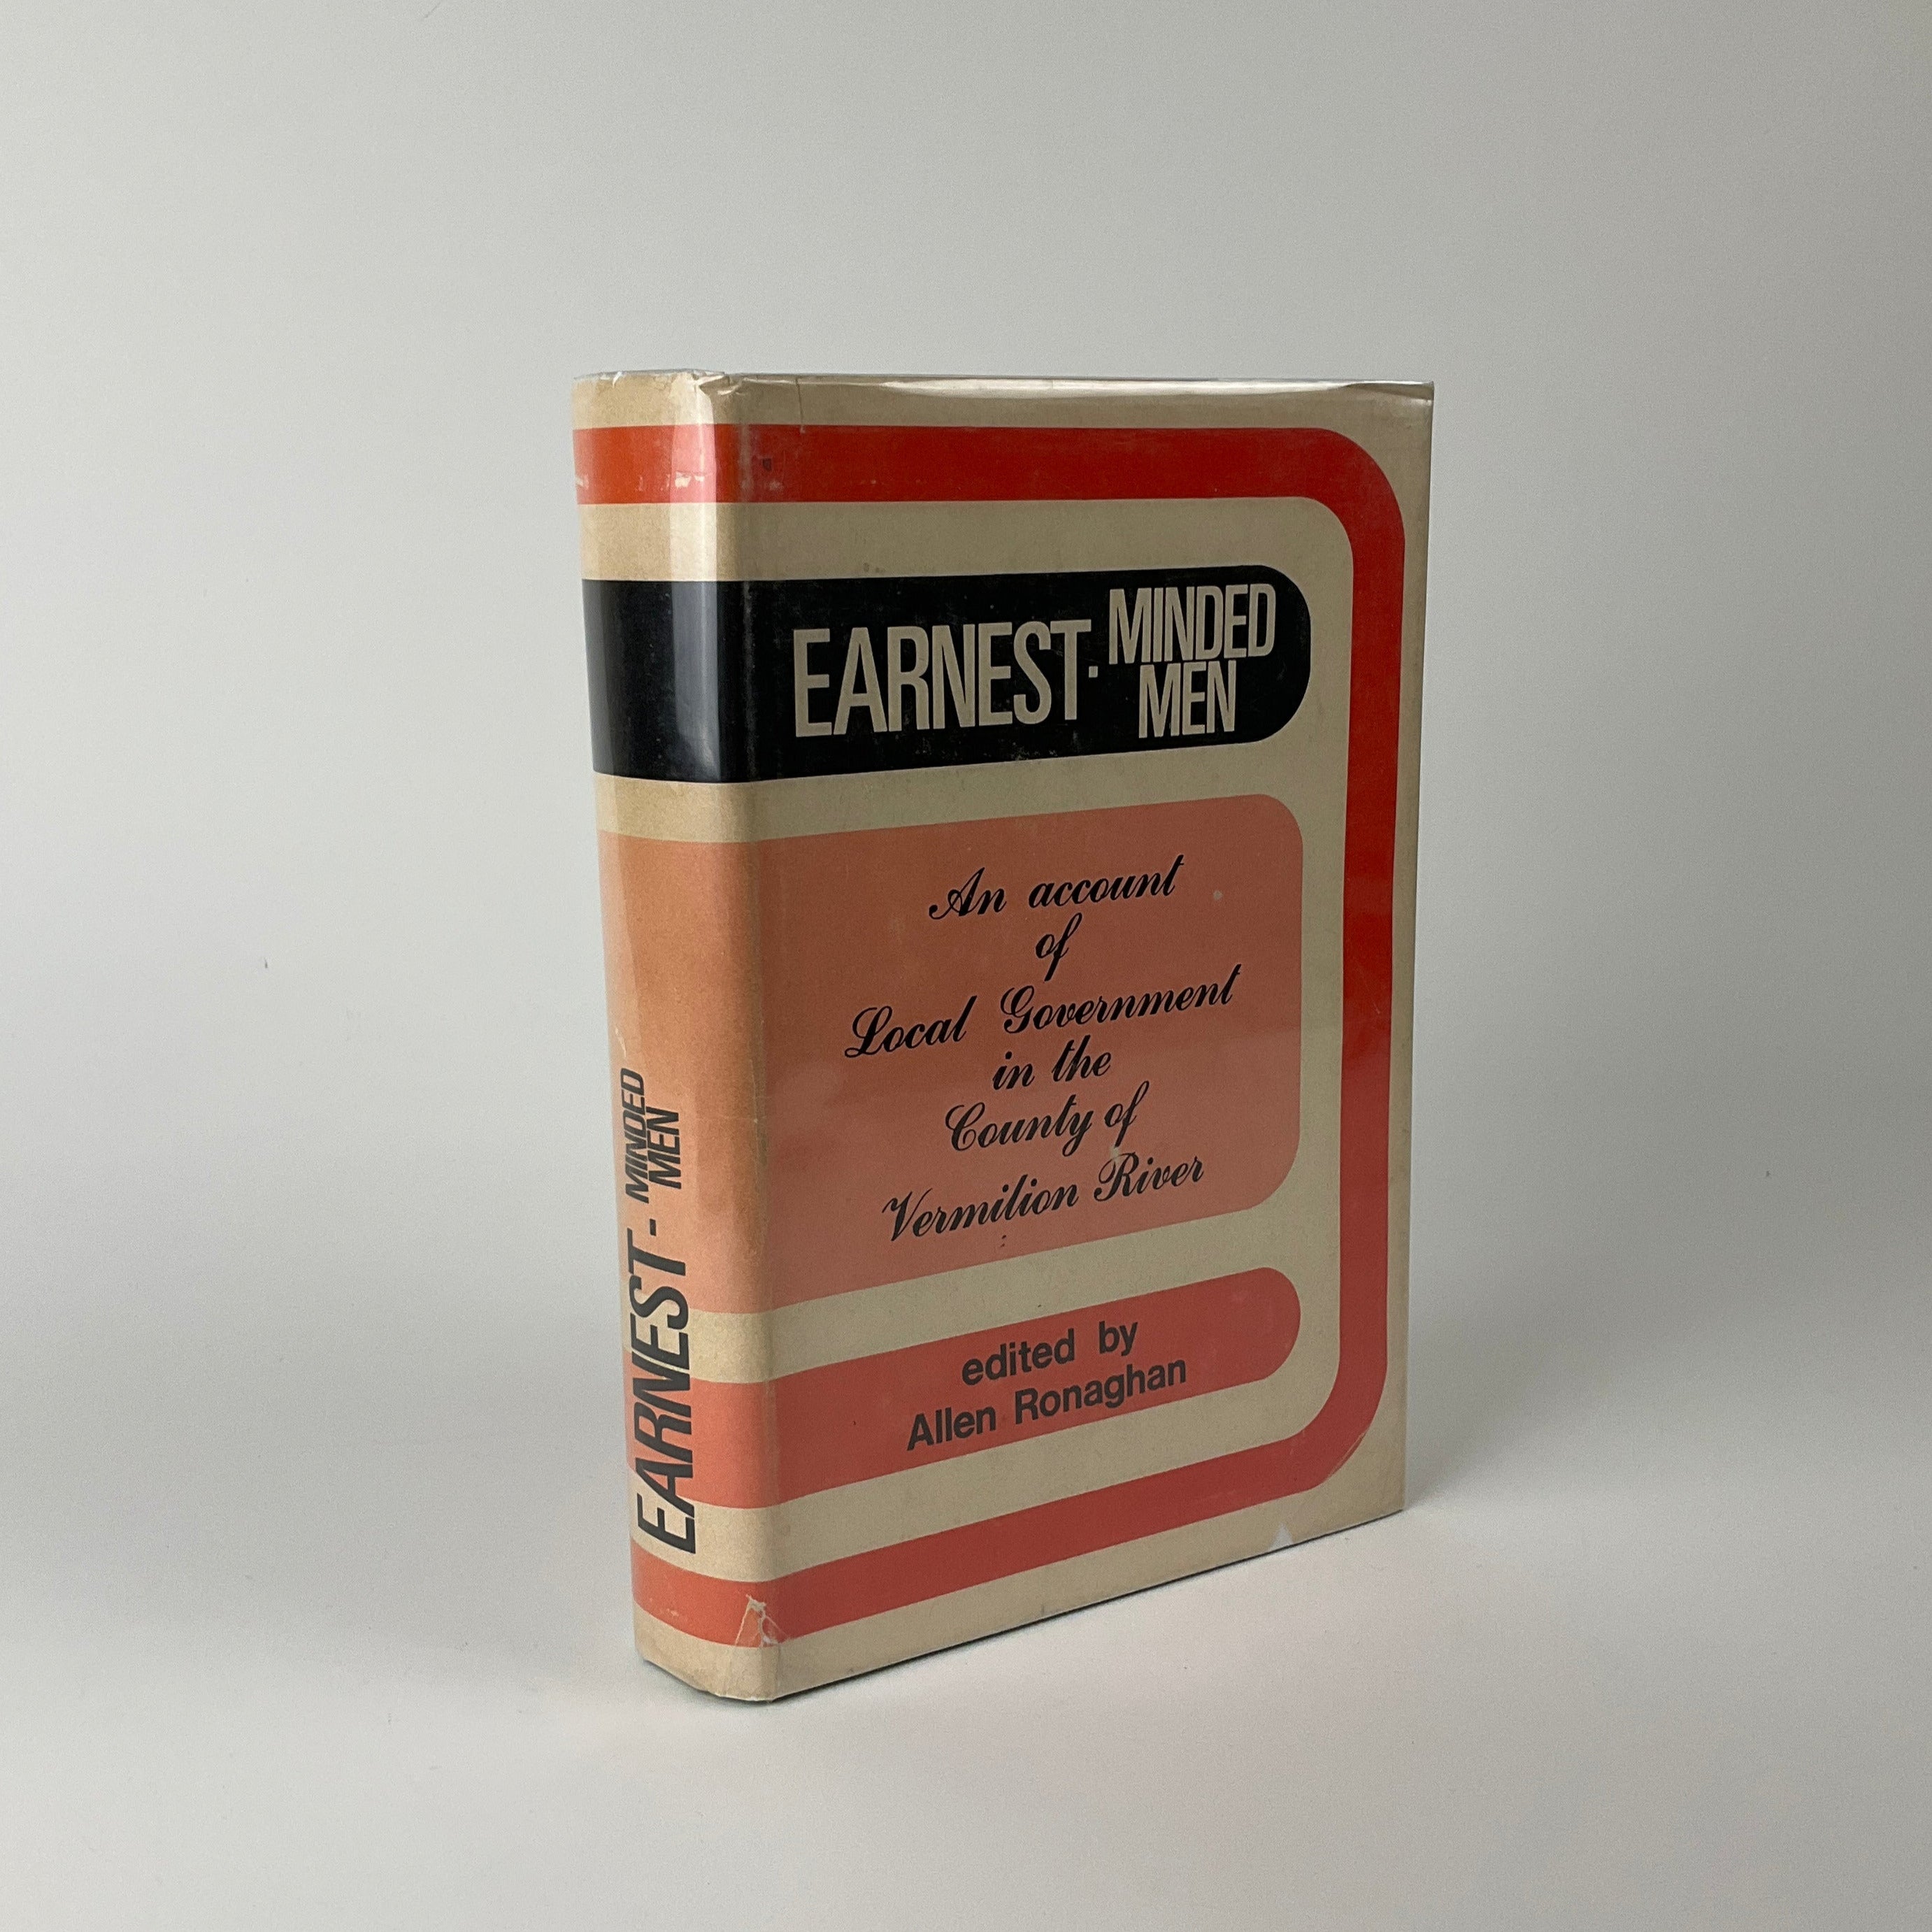 EARNEST-MINDED
MEN
An account
of
Local Government
in the
County of
Vermilion River
edited by
Allen Ronaghan
EARNEST-MINDED
MEN